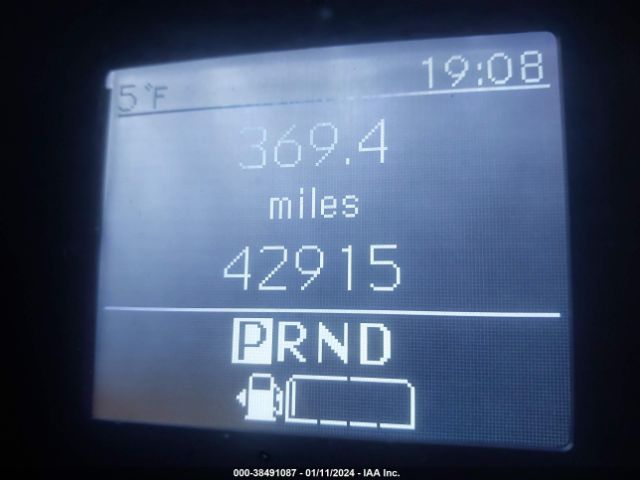 5°F 19:08
369.4
miles
42915
PRND
000-38491087 - 01/11/2024 - IAA Inc.